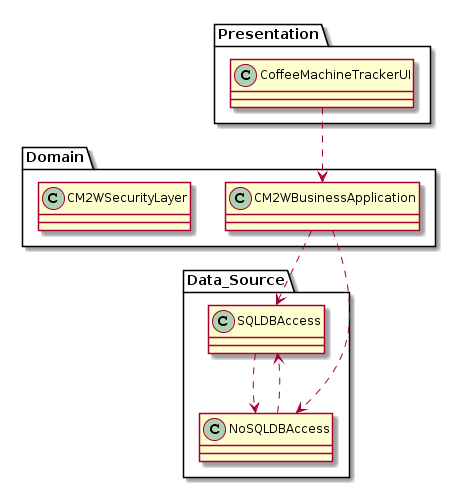 Presentation
C CoffeeMachineTrackerUI
Domain
C CM2WSecurityLayer
C CM2WBusinessApplication
Data_Source
C SQLDBAccess
C NoSQLDBAccess